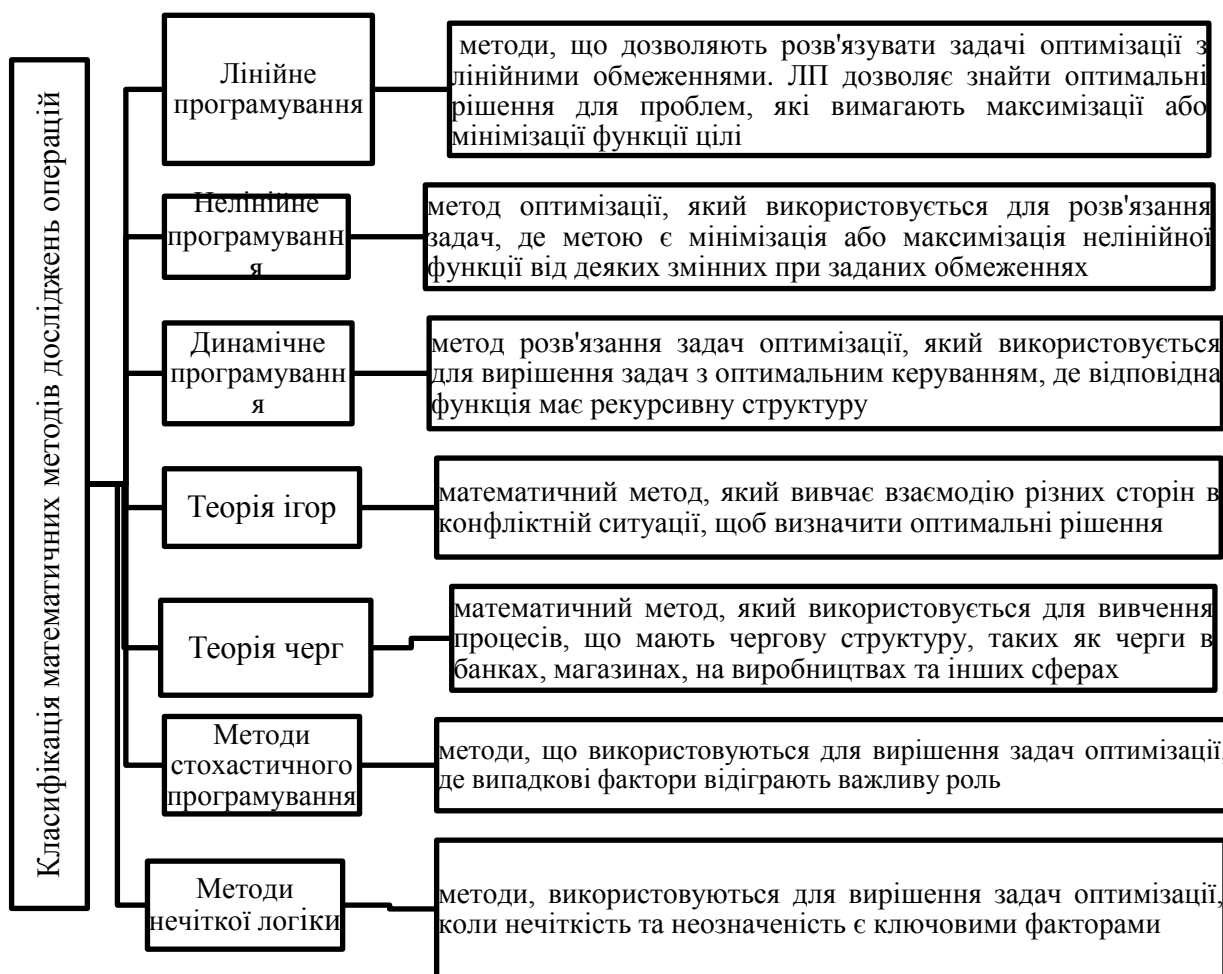 Класифікація математичних методів досліджень операцій
Лінійне
програмування
методи, що дозволяють розв'язувати задачі оптимізації з
лінійними обмеженнями. ЛП дозволяє знайти оптимальні
рішення для проблем, які вимагають максимізації або
мінімізації функції цілі
Нелінійне
програмуванн
я
метод оптимізації, який використовується для розв'язання
задач, де метою є мінімізація або максимізація нелінійної
функції від деяких змінних при заданих обмеженнях
Динамічне
програмуванн
я
метод розв'язання задач оптимізації, який використовується
для вирішення задач з оптимальним керуванням, де відповідна
функція має рекурсивну структуру
Теорія ігор
математичний метод, який вивчає взаємодію різних сторін в
конфліктній ситуації, щоб визначити оптимальні рішення
Теорія черг
математичний метод, який використовується для вивчення
процесів, що мають чергову структуру, таких як черги в
банках, магазинах, на виробництвах та інших сферах
Методи
стохастичного
програмування
методи, що використовуються для вирішення задач оптимізації,
де випадкові фактори відіграють важливу роль
Методи
нечіткої логіки
методи, використовуються для вирішення задач оптимізації,
коли нечіткість та неозначеність є ключовими факторами